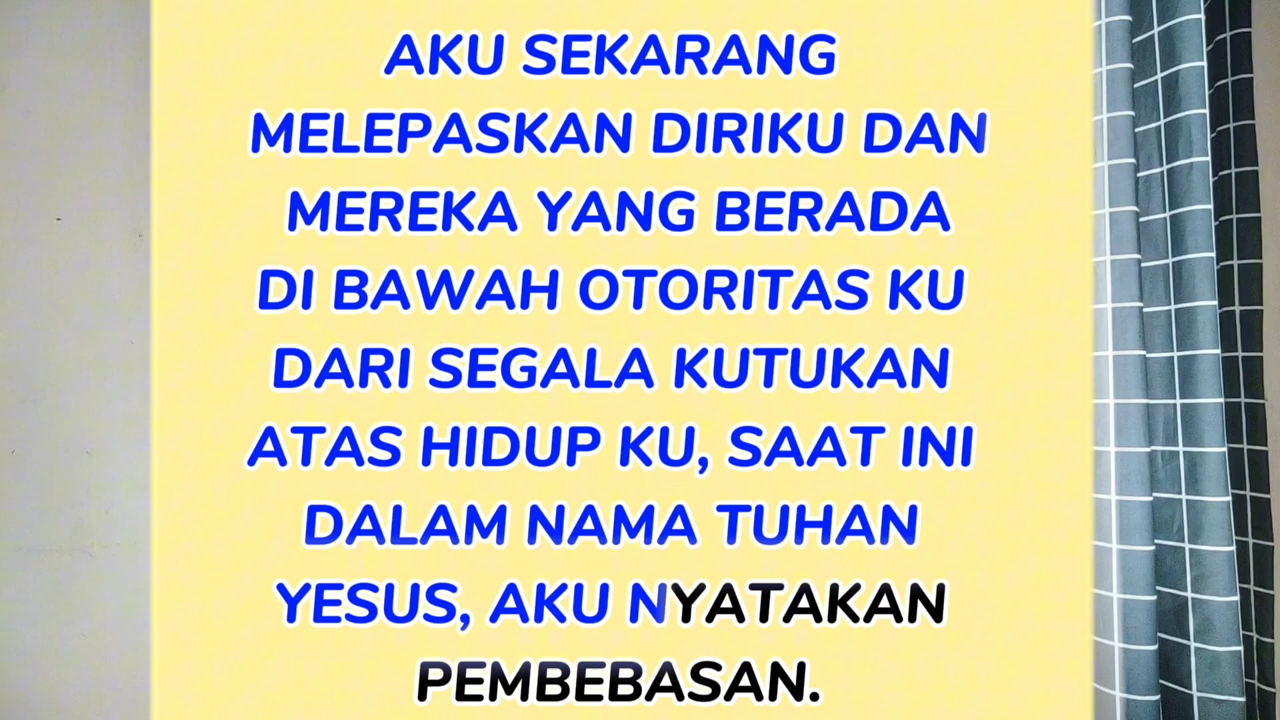 AKU SEKARANG
MELEPASKAN DIRIKU DAN
MEREKA YANG BERADA
DI BAWAH OTORITAS KU
DARI SEGALA KUTUKAN
ATAS HIDUP KU, SAAT INI
DALAM NAMA TUHAN
YESUS, AKU NYATAKAN
PEMBEBASAN.